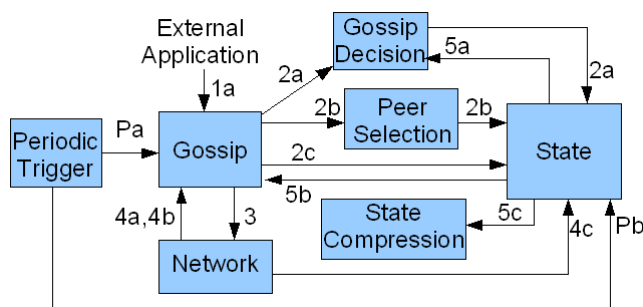 External
Application
1a
Gossip
Decision
2a
5a
2a
Periodic
Trigger
Pa
Gossip
2b
Peer
Selection
2b
State
2c
5b
4a,4b
3
State
Compression
5c
4c
Pb
Network